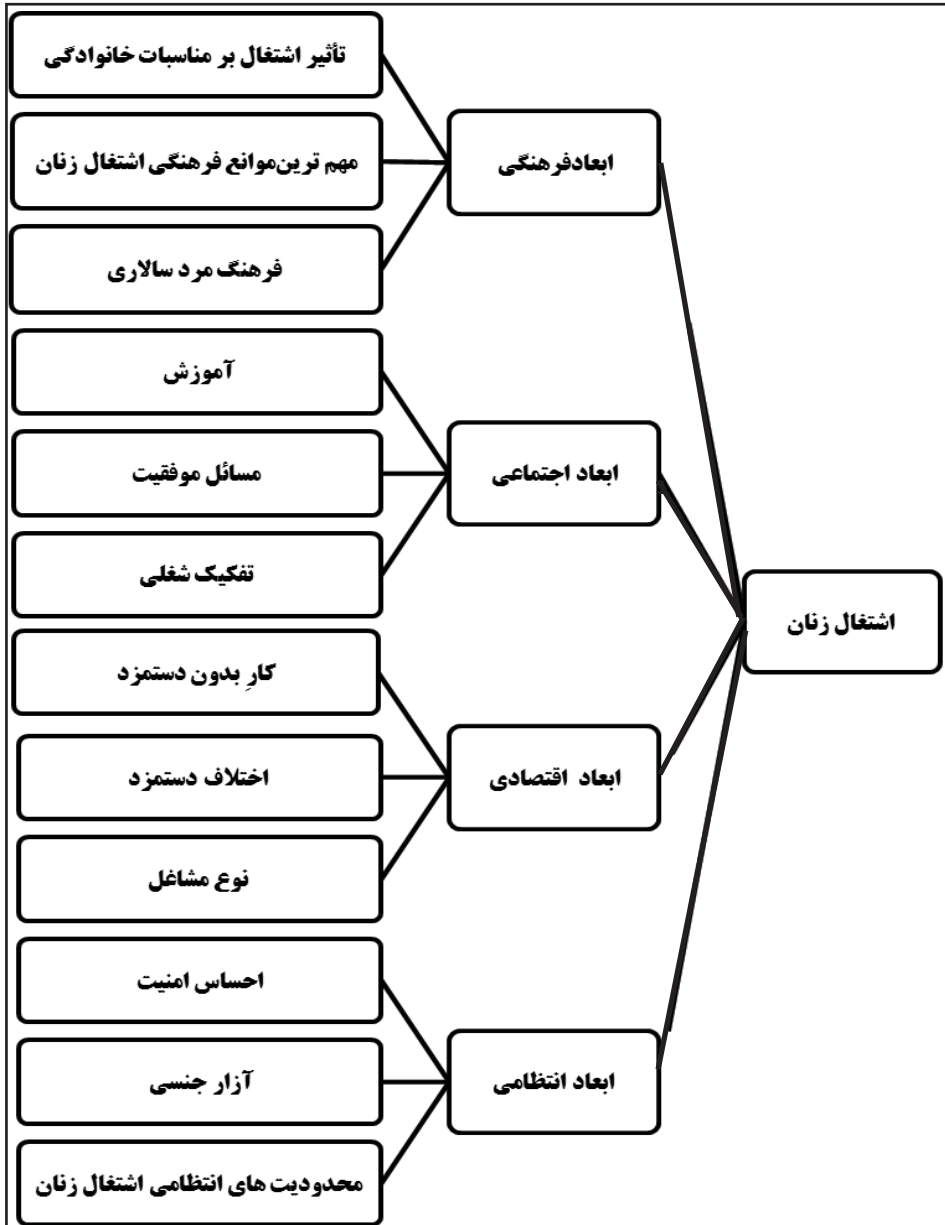 اشتغال زنان
ابعادفرهنگی
تأثیر اشتغال بر مناسبات خانوادگی
مهم ترین‌موانع فرهنگی اشتغال زنان
فرهنگ مرد سالاری
ابعاد اجتماعی
آموزش
مسائل موفقیت
تفکیک شغلی
ابعاد اقتصادی
کارِ بدون دستمزد
اختلاف دستمزد
نوع مشاغل
ابعاد انتظامی
احساس امنیت
آزار جنسی
محدودیت های انتظامی اشتغال زنان